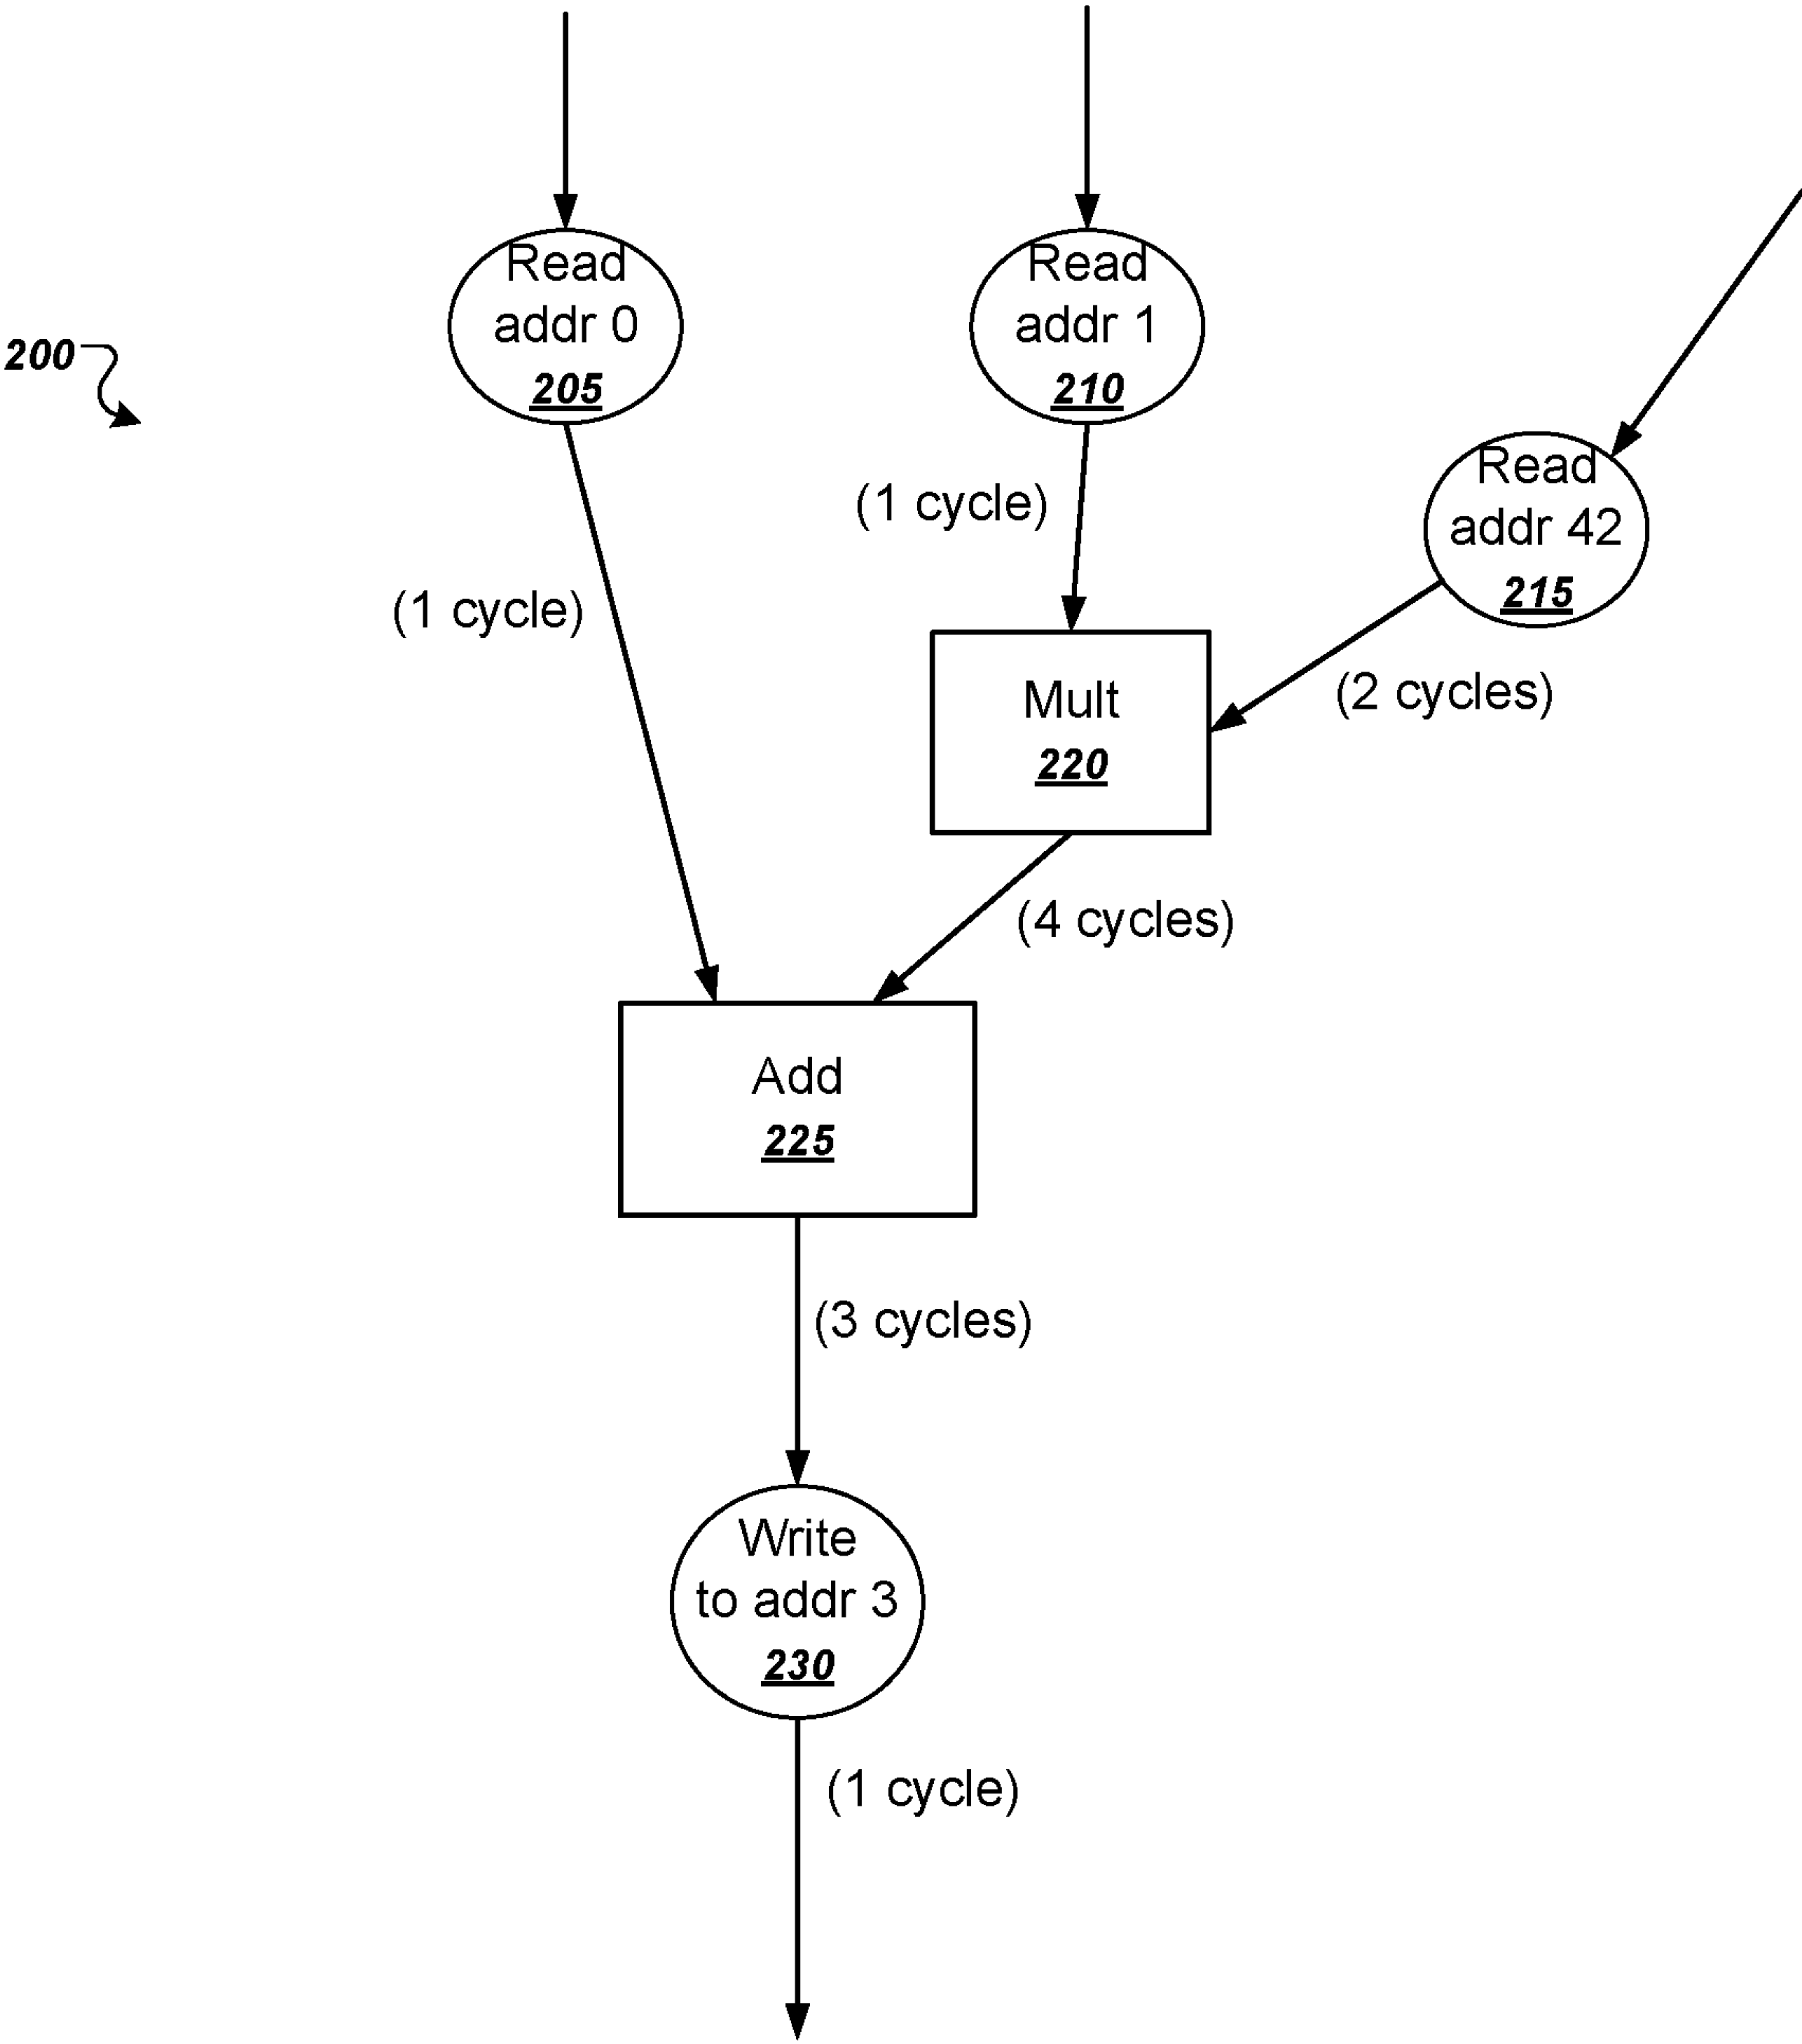 200
Read
addr 0
205
Read
addr 1
210
(1 cycle)
Read
addr 42
215
(1 cycle)
Mult
220
(2 cycles)
(4 cycles)
Add
225
(3 cycles)
Write
to addr 3
230
(1 cycle)